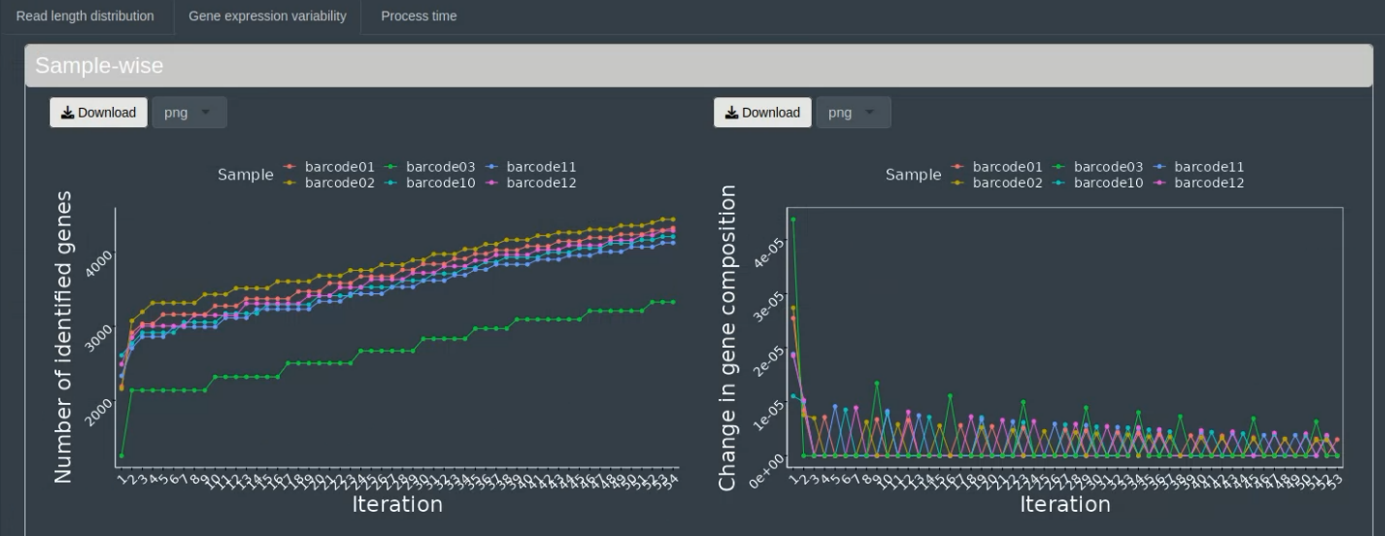 Read length distribution Gene expression variability Process time
Sample-wise
Download png Download png
Sample barcode01 barcode03 barcode11
barcode02 barcode10 barcode12
Number of identified genes
4000
3000
2000
Iteration
Sample barcode01 barcode03 barcode11
barcode02 barcode10 barcode12
Change in gene composition
4e-05
3e-05
2e-05
1e-05
0e+00
Iteration